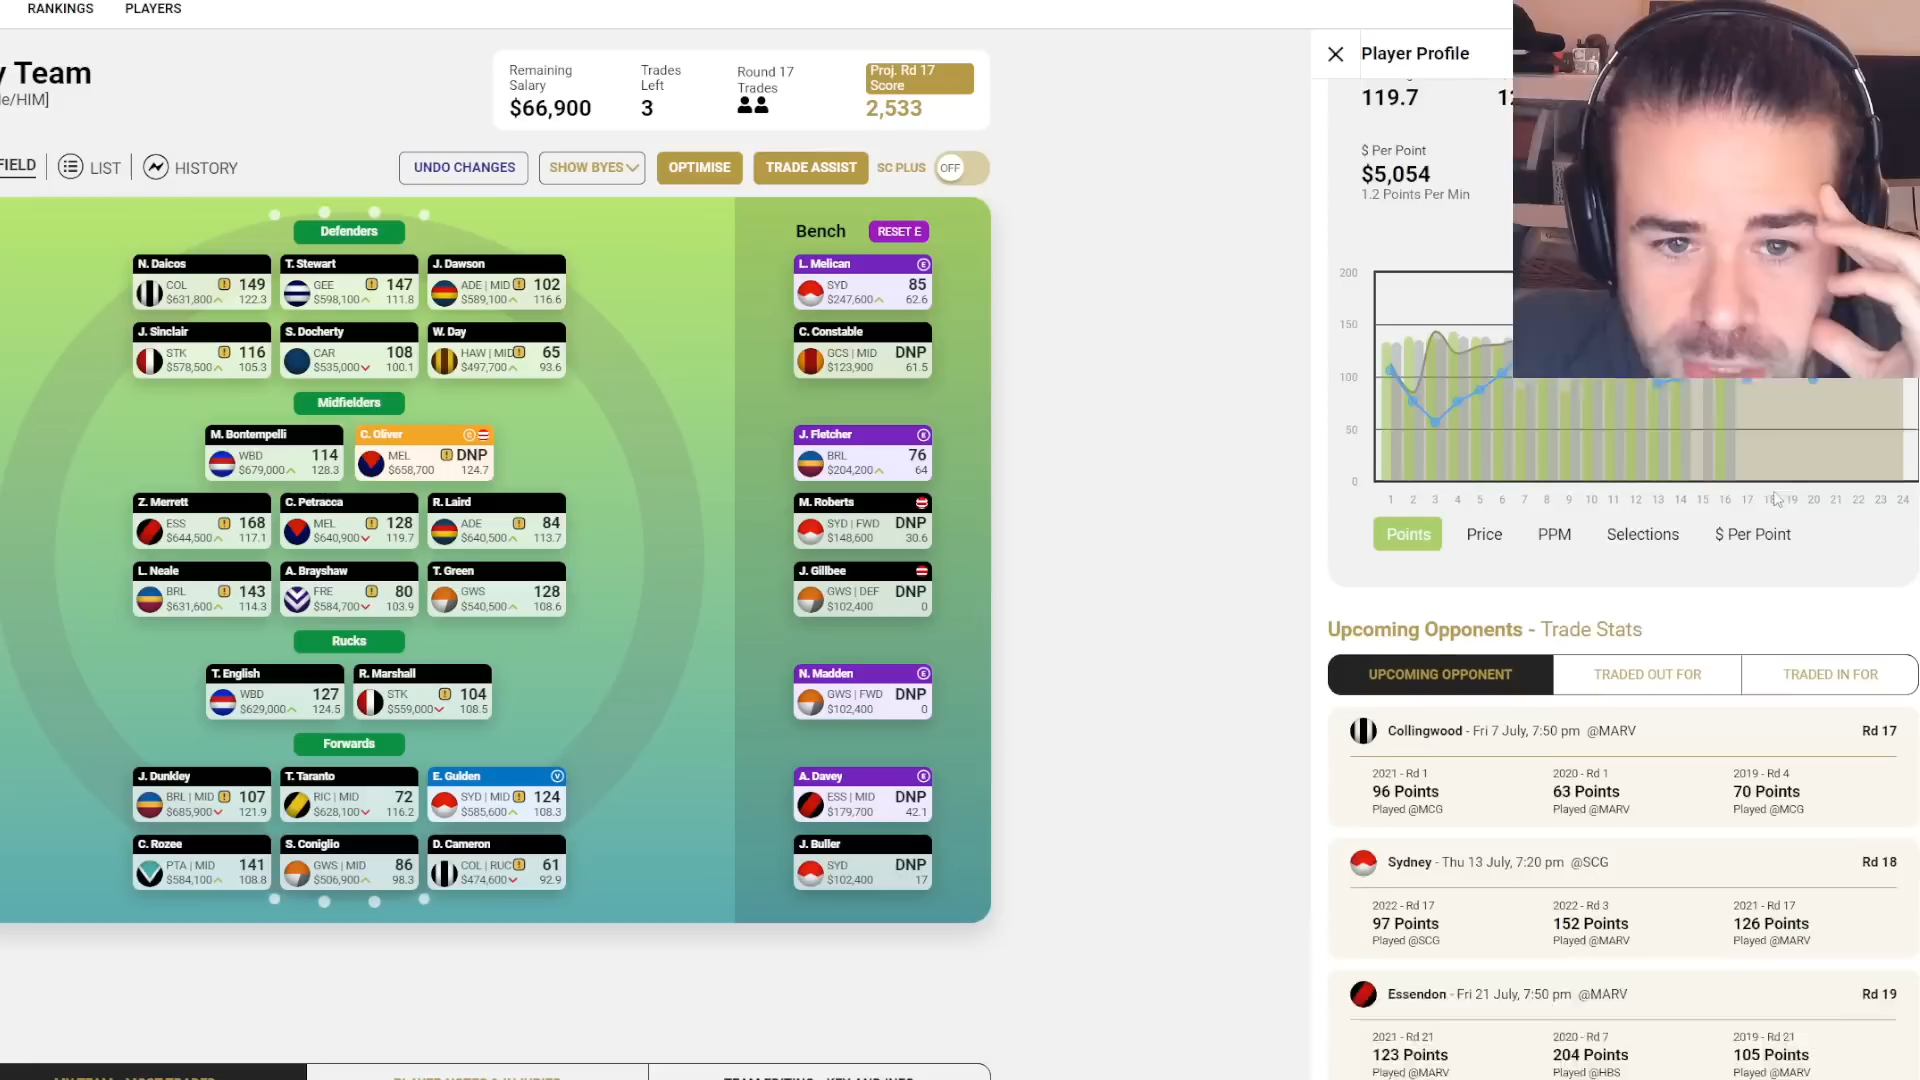 RANKINGS PLAYERS
y Team
le/HIM]
Remaining Salary
$66,900
Trades Left
3
Round 17 Trades
Proj. Rd 17 Score
2,533
FIELD LIST HISTORY
UNDO CHANGES SHOW BYES OPTIMISE TRADE ASSIST SC PLUS OFF
Defenders
N. Daicos
COL 149
$631,800 122.3
T. Stewart
GEE 147
$598,100 111.8
J. Dawson
ADE | MID 102
$589,100 116.6
J. Sinclair
STK 116
$578,500 105.3
S. Docherty
CAR 108
$535,000 100.1
W. Day
HAW | MID 65
$497,700 93.6
Midfielders
M. Bontempelli
WBD 114
$679,000 128.3
C. Oliver C
MEL DNP
$658,700 124.7
Z. Merrett
ESS 168
$644,500 117.1
C. Petracca
MEL 128
$640,900 119.7
R. Laird
ADE 84
$640,500 113.7
L. Neale
BRL 143
$631,600 114.3
A. Brayshaw
FRE 80
$584,700 103.9
T. Green
GWS 128
$540,500 108.6
Rucks
T. English
WBD 127
$629,000 124.5
R. Marshall
STK 104
$559,000 108.5
Forwards
J. Dunkley
BRL | MID 107
$685,900 121.9
T. Taranto
RIC | MID 72
$628,100 116.2
E. Gulden V
SYD | MID 124
$585,600 108.3
C. Rozee
PTA | MID 141
$584,100 108.8
S. Coniglio
GWS | MID 86
$506,900 98.3
D. Cameron
COL | RUC 61
$474,600 92.9
Bench RESET E
L. Melican E
SYD 85
$247,600 62.6
C. Constable
GCS | MID DNP
$123,900 61.5
J. Fletcher E
BRL 76
$204,200 64
M. Roberts
SYD | FWD DNP
$148,600 30.6
J. Gillbee
GWS | DEF DNP
$102,400 0
N. Madden E
GWS | FWD DNP
$102,400 0
A. Davey E
ESS | MID DNP
$179,700 42.1
J. Buller
SYD DNP
$102,400 17
Player Profile
119.7
$ Per Point
$5,054
1.2 Points Per Min
200
150
100
50
0
1 2 3 4 5 6 7 8 9 10 11 12 13 14 15 16 17 18 19 20 21 22 23 24
Points Price PPM Selections $ Per Point
Upcoming Opponents - Trade Stats
UPCOMING OPPONENT TRADED OUT FOR TRADED IN FOR
Collingwood - Fri 7 July, 7:50 pm @MARV Rd 17
2021 - Rd 1 2020 - Rd 1 2019 - Rd 4
96 Points 63 Points 70 Points
Played @MCG Played @MARV Played @MCG
Sydney - Thu 13 July, 7:20 pm @SCG Rd 18
2022 - Rd 17 2022 - Rd 3 2021 - Rd 17
97 Points 152 Points 126 Points
Played @SCG Played @MARV Played @MARV
Essendon - Fri 21 July, 7:50 pm @MARV Rd 19
2021 - Rd 21 2020 - Rd 7 2019 - Rd 21
123 Points 204 Points 105 Points
Played @MARV Played @HBS Played @MARV